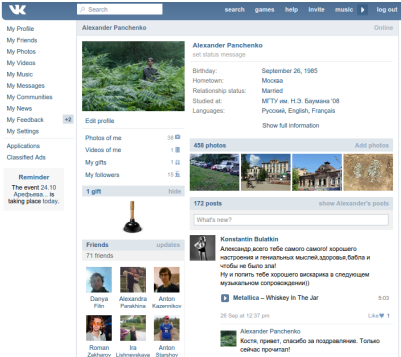 Search
search games help invite music log out
My Profile
My Friends
My Photos
My Videos
My Music
My Messages
My Communities
My News
My Feedback +2
My Settings
Applications
Classified Ads
Reminder
The event 24.10
Арефьева... is
taking place today.
Alexander Panchenko Online
Edit profile
Photos of me 38
Videos of me 1
My gifts 1
My followers 15
1 gift hide
Friends updates
71 friends
Danya
Filin
Alexandra
Parakhina
Anton
Kazennikov
Roman
Zakharov
Ira
Lishnevskaya
Anton
Starshov
Alexander Panchenko
set status message
Birthday: September 26, 1985
Hometown: Москва
Relationship status: Married
Studied at: МГТУ им. Н.Э. Баумана '08
Languages: Русский, English, Français
Show full information
458 photos Add photos
172 posts show Alexander's posts
What's new?
Konstantin Bulatkin
Александр.всего тебе самого самого! хорошего
настроения и гениальных мыслей,здоровья,бабла и
чтобы не было зла!
Ну и попить тебе хорошего вискарика в следующем
музыкальном сопровождении))
Metallica – Whiskey In The Jar 5:03
26 Sep at 12:37 pm Like 1
Alexander Panchenko
Костя, привет, спасибо за поздравление. Только
сейчас прочитал!